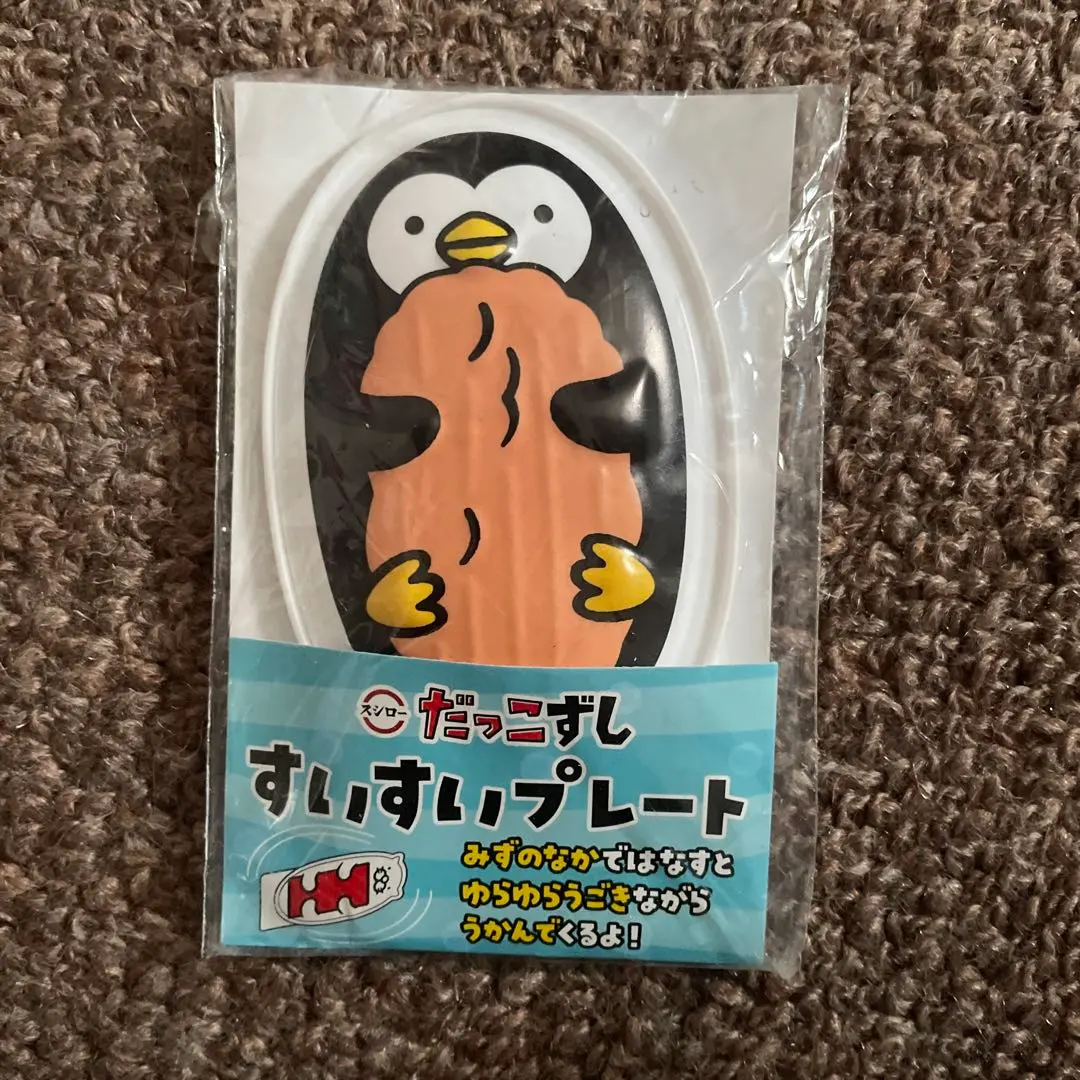 スシロー だっこずし
すいすいプレート
みずのなかではなすと
ゆらゆらうごきながら
うかんでくるよ!